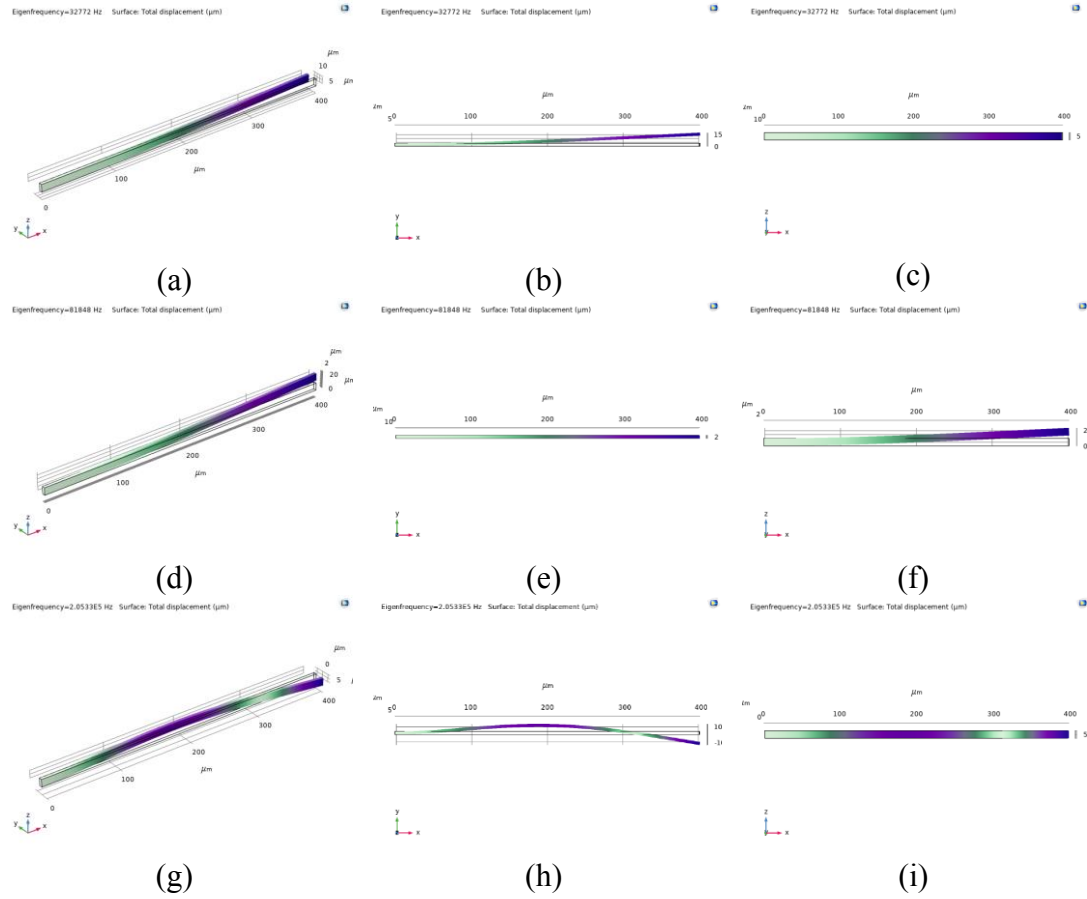 Eigenfrequency=32772 Hz Surface: Total displacement (μm)
μm
10
5
400
300
200
μm
100
0
y z x
(a)
Eigenfrequency=32772 Hz Surface: Total displacement (μm)
μm
0 100 200 300 400
5
15
0
y
x
(b)
Eigenfrequency=32772 Hz Surface: Total displacement (μm)
μm
0 100 200 300 400
10
5
z
y x
(c)
Eigenfrequency=81848 Hz Surface: Total displacement (μm)
μm
2
20
0
400
300
200
μm
100
0
y z x
(d)
Eigenfrequency=81848 Hz Surface: Total displacement (μm)
μm
0 100 200 300 400
10
2
y
x
(e)
Eigenfrequency=81848 Hz Surface: Total displacement (μm)
μm
0 100 200 300 400
2
0
z
y x
(f)
Eigenfrequency=2.0533E5 Hz Surface: Total displacement (μm)
μm
0
5
400
300
200
μm
100
0
y z x
(g)
Eigenfrequency=2.0533E5 Hz Surface: Total displacement (μm)
μm
0 100 200 300 400
5
10
y
x
(h)
Eigenfrequency=2.0533E5 Hz Surface: Total displacement (μm)
μm
0 100 200 300 400
0
5
z
y x
(i)